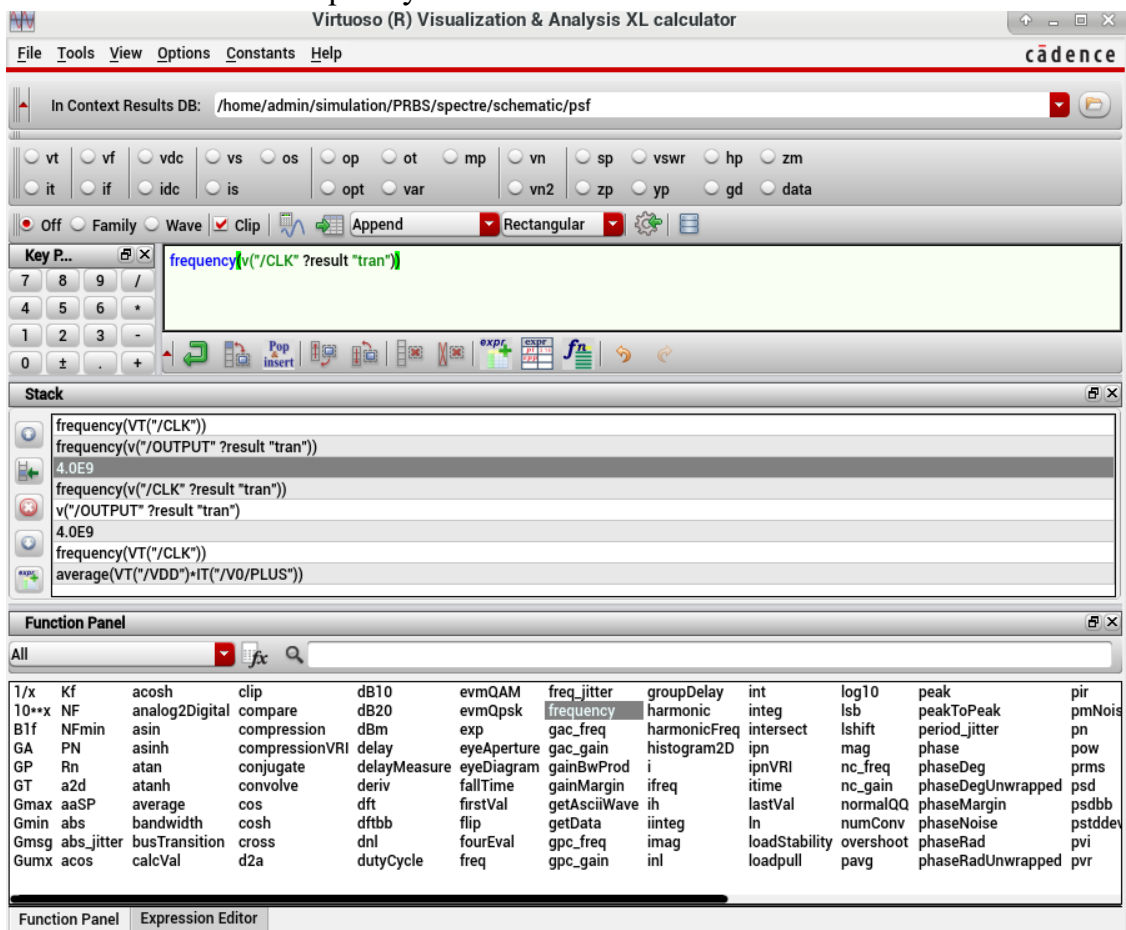 Virtuoso (R) Visualization & Analysis XL calculator
File Tools View Options Constants Help cādence
In Context Results DB: /home/admin/simulation/PRBS/spectre/schematic/psf
vt vf vdc vs os op ot mp vn sp vswr hp zm
it if idc is opt var vn2 zp yp gd data
Off Family Wave Clip Append Rectangular
Key P...
7 8 9 /
4 5 6 *
1 2 3 -
0 ± . +
frequency(v("/CLK" ?result "tran"))
Pop & insert expr expr fn
Stack
frequency(VT("/CLK"))
frequency(v("/OUTPUT" ?result "tran"))
4.0E9
frequency(v("/CLK" ?result "tran"))
v("/OUTPUT" ?result "tran")
4.0E9
frequency(VT("/CLK"))
average(VT("/VDD")*IT("/V0/PLUS"))
expr
Function Panel
All fx
1/x Kf acosh clip dB10 evmQAM freq_jitter groupDelay int log10 peak pir
10**x NF analog2Digital compare dB20 evmQpsk frequency harmonic integ lsb peakToPeak pmNois
B1f NFmin asin compression dBm exp gac_freq harmonicFreq intersect lshift period_jitter pn
GA PN asinh compressionVRI delay eyeAperture gac_gain histogram2D ipn mag phase pow
GP Rn atan conjugate delayMeasure eyeDiagram gainBwProd i ipnVRI nc_freq phaseDeg prms
GT a2d atanh convolve deriv fallTime gainMargin ifreq itime nc_gain phaseDegUnwrapped psd
Gmax aaSP average cos dft firstVal getAsciiWave ih lastVal normalQQ phaseMargin psdbb
Gmin abs bandwidth cosh dftbb flip getData iinteg ln numConv phaseNoise pstddev
Gmsg abs_jitter busTransition cross dnl fourEval gpc_freq imag loadStability overshoot phaseRad pvi
Gumx acos calcVal d2a dutyCycle freq gpc_gain inl loadpull pavg phaseRadUnwrapped pvr
Function Panel Expression Editor